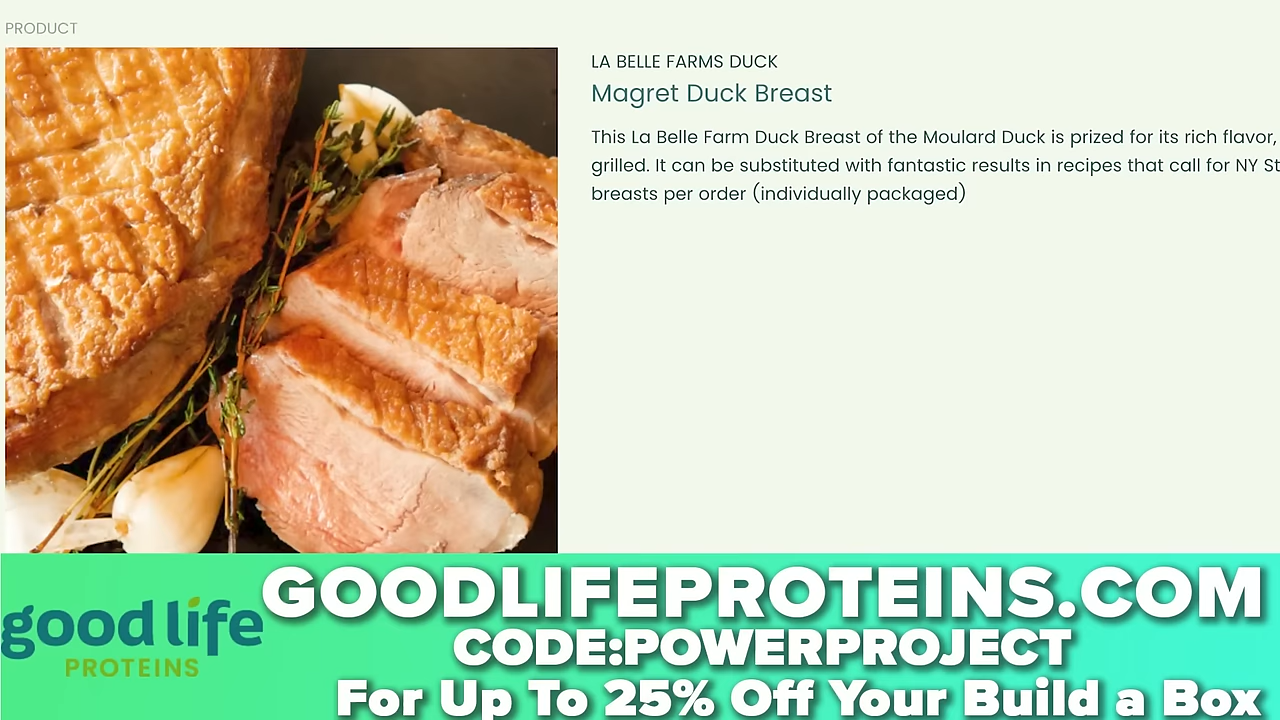 PRODUCT
LA BELLE FARMS DUCK
Magret Duck Breast
This La Belle Farm Duck Breast of the Moulard Duck is prized for its rich flavor,
grilled. It can be substituted with fantastic results in recipes that call for NY St
breasts per order (individually packaged)
good life
PROTEINS
GOODLIFEPROTEINS.COM
CODE:POWERPROJECT
For Up To 25% Off Your Build a Box